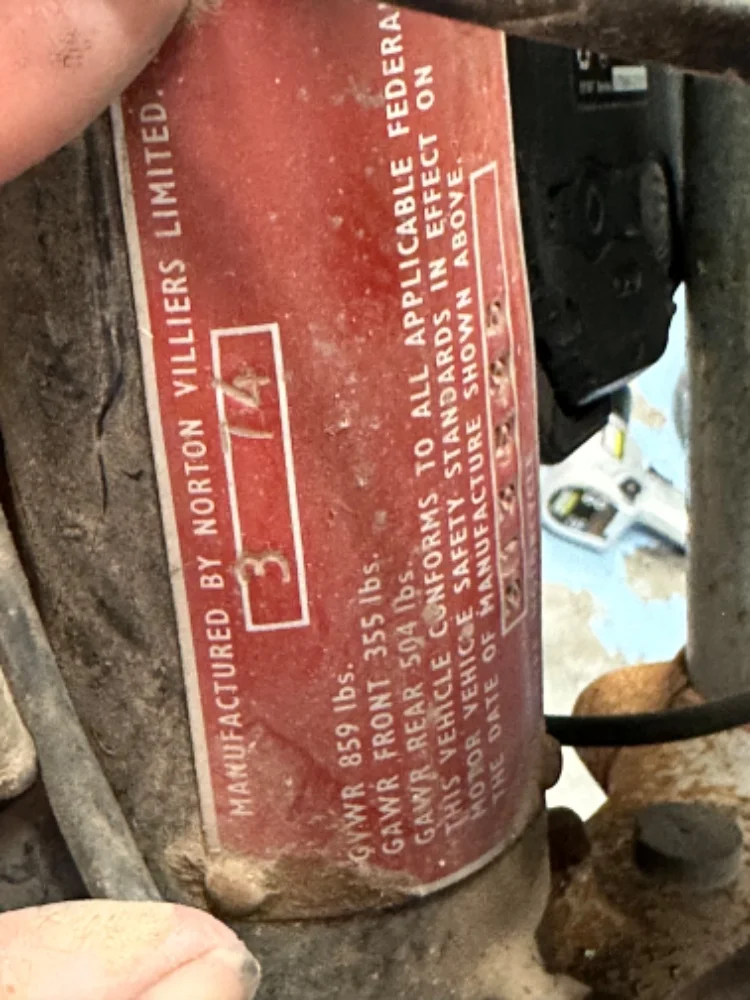 MANUFACTURED BY NORTON VILLIERS LIMITED.
3 74
GVWR 859 lbs.
GAWR FRONT 355 lbs.
GAWR REAR 504 lbs.
THIS VEHICLE CONFORMS TO ALL APPLICABLE FEDERA
MOTOR VEHICLE SAFETY STANDARDS IN EFFECT ON
THE DATE OF MANUFACTURE SHOWN ABOVE.